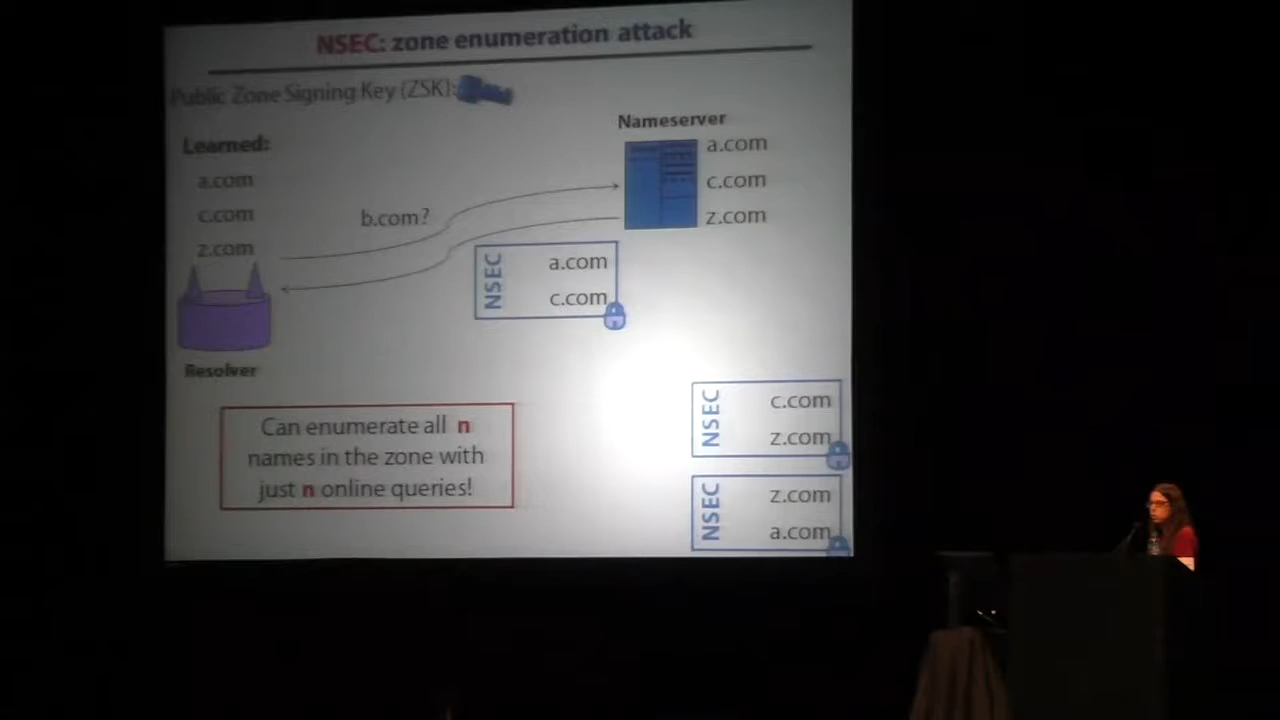 NSEC: zone enumeration attack
Public Zone Signing Key (ZSK):
Learned:
a.com
c.com
z.com
Resolver
b.com?
Nameserver
a.com
c.com
z.com
NSEC
a.com
c.com
NSEC
c.com
z.com
NSEC
z.com
a.com
Can enumerate all n
names in the zone with
just n online queries!